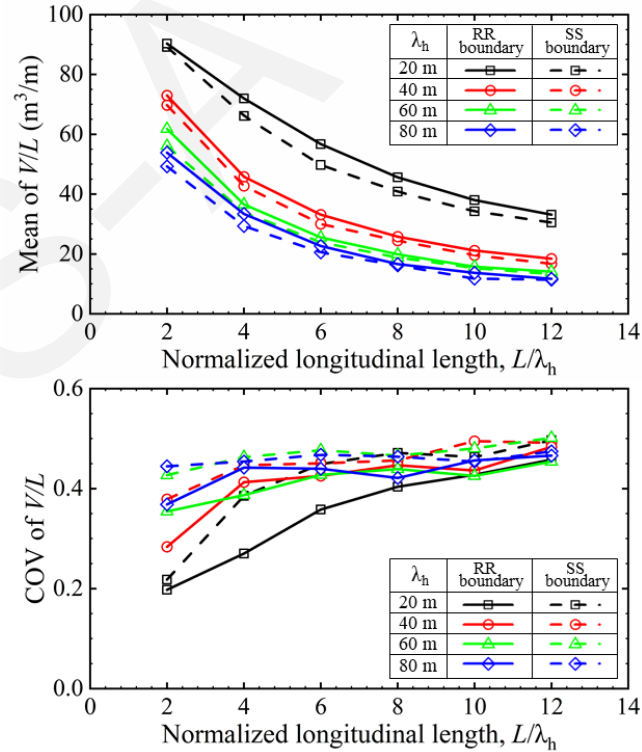 100
80
60
40
20
0
Mean of V/L (m³/m)
λh RR boundary SS boundary
20 m
40 m
60 m
80 m
0 2 4 6 8 10 12 14
Normalized longitudinal length, L/λh
0.6
0.4
0.2
0.0
COV of V/L
λh RR boundary SS boundary
20 m
40 m
60 m
80 m
0 2 4 6 8 10 12 14
Normalized longitudinal length, L/λh